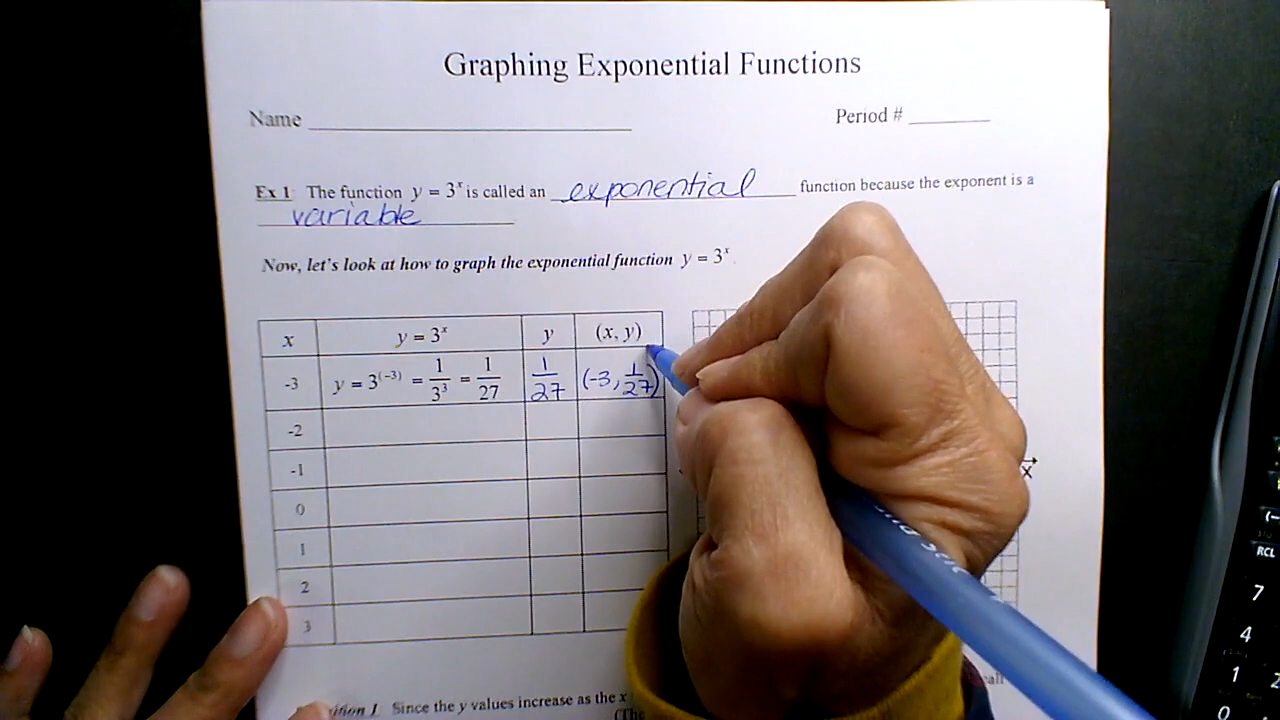 Graphing Exponential Functions
Name Period #
Ex 1: The function y = 3^x is called an exponential function because the exponent is a
variable
Now, let's look at how to graph the exponential function y = 3^x.
x y = 3^x y (x, y)
-3 y = 3^(-3) = 1/3^3 = 1/27 1/27 (-3, 1/27)
-2
-1
0
1
2
3
x
RCL
7
4
1 2
0
Since the y values increase as the x
(The